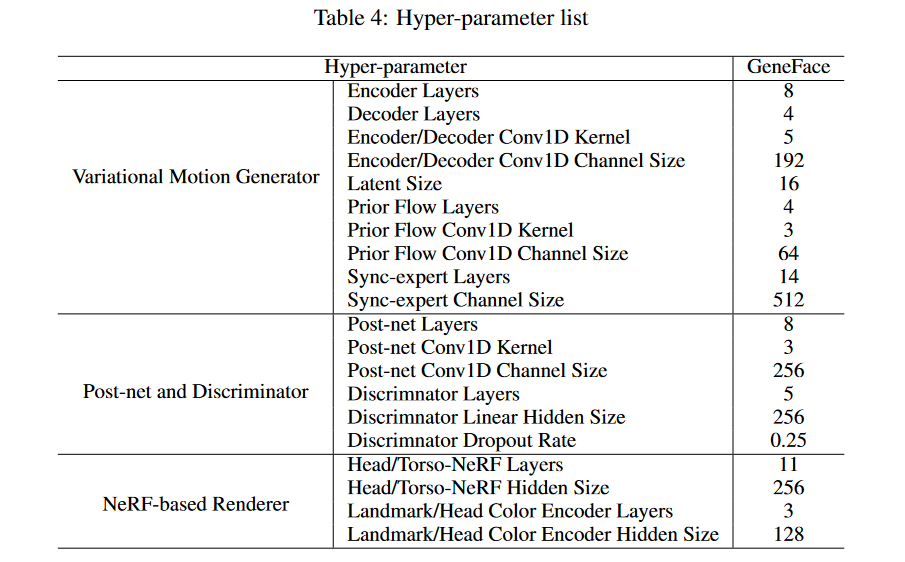 Table 4: Hyper-parameter list
Hyper-parameter GeneFace
Variational Motion Generator
Encoder Layers 8
Decoder Layers 4
Encoder/Decoder Conv1D Kernel 5
Encoder/Decoder Conv1D Channel Size 192
Latent Size 16
Prior Flow Layers 4
Prior Flow Conv1D Kernel 3
Prior Flow Conv1D Channel Size 64
Sync-expert Layers 14
Sync-expert Channel Size 512
Post-net and Discriminator
Post-net Layers 8
Post-net Conv1D Kernel 3
Post-net Conv1D Channel Size 256
Discrimnator Layers 5
Discrimnator Linear Hidden Size 256
Discrimnator Dropout Rate 0.25
NeRF-based Renderer
Head/Torso-NeRF Layers 11
Head/Torso-NeRF Hidden Size 256
Landmark/Head Color Encoder Layers 3
Landmark/Head Color Encoder Hidden Size 128